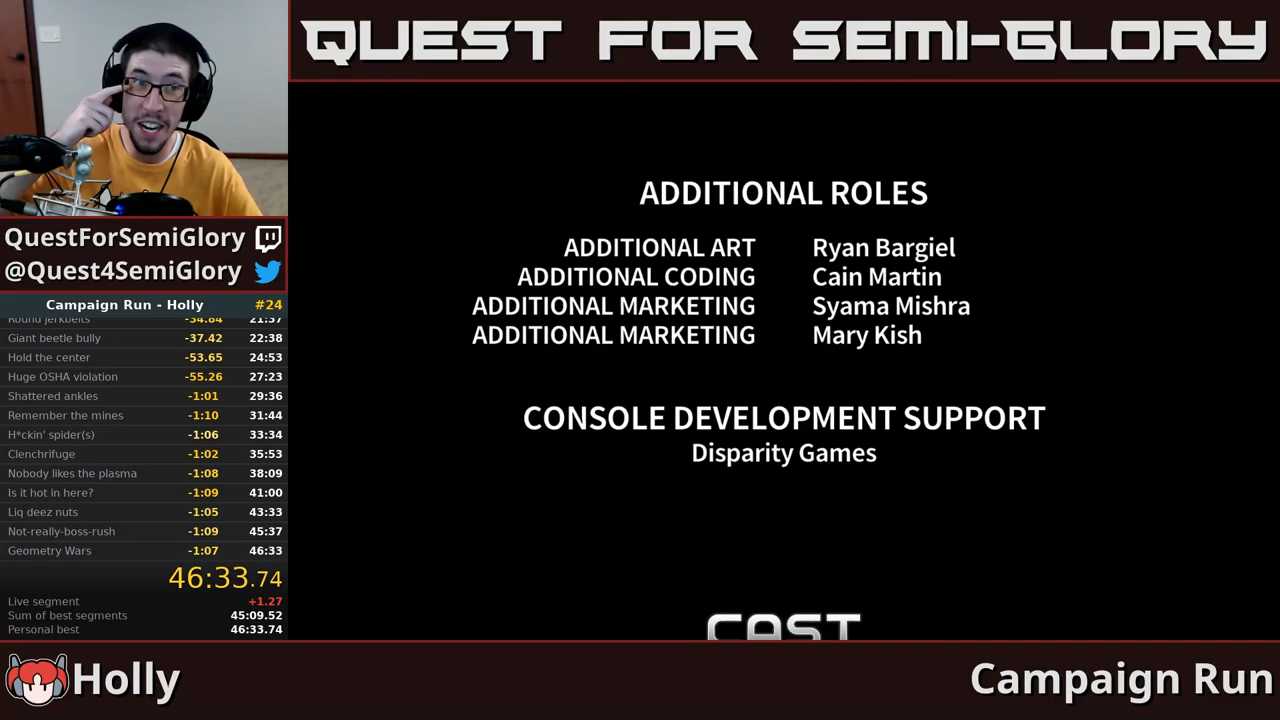 QUEST FOR SEMI-GLORY
QuestForSemiGlory
@Quest4SemiGlory
Campaign Run - Holly #24
Round jerkbelts -34.84 21:37
Giant beetle bully -37.42 22:38
Hold the center -53.65 24:53
Huge OSHA violation -55.26 27:23
Shattered ankles -1:01 29:36
Remember the mines -1:10 31:44
H*ckin' spider(s) -1:06 33:34
Clenchrifuge -1:02 35:53
Nobody likes the plasma -1:08 38:09
Is it hot in here? -1:09 41:00
Liq deez nuts -1:05 43:33
Not-really-boss-rush -1:09 45:37
Geometry Wars -1:07 46:33
46:33.74
Live segment +1.27
Sum of best segments 45:09.52
Personal best 46:33.74
ADDITIONAL ROLES
ADDITIONAL ART Ryan Bargiel
ADDITIONAL CODING Cain Martin
ADDITIONAL MARKETING Syama Mishra
ADDITIONAL MARKETING Mary Kish
CONSOLE DEVELOPMENT SUPPORT
Disparity Games
CAST
Holly
Campaign Run